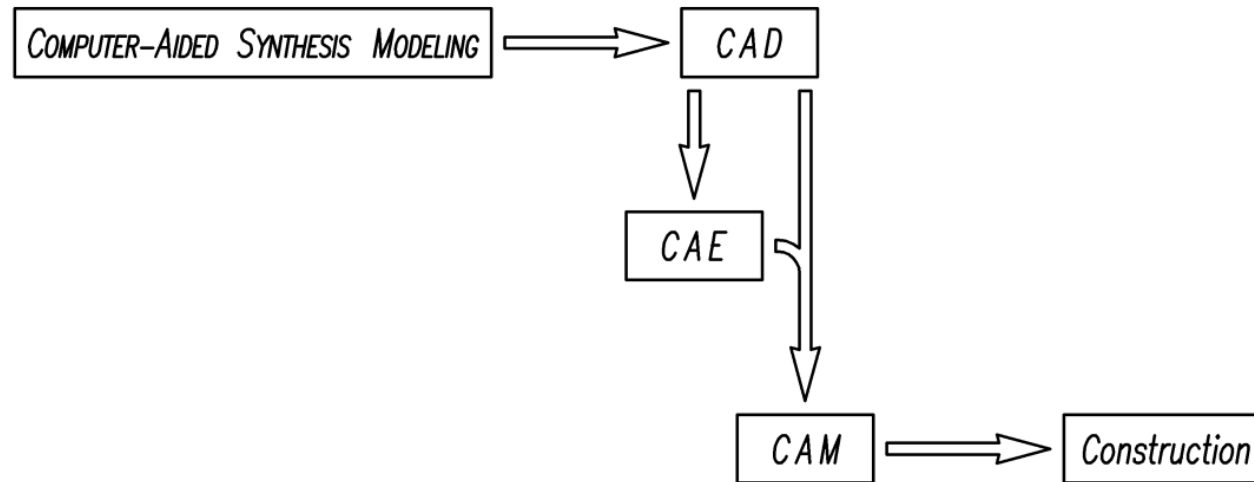 COMPUTER-AIDED SYNTHESIS MODELING
CAD
CAE
CAM
Construction